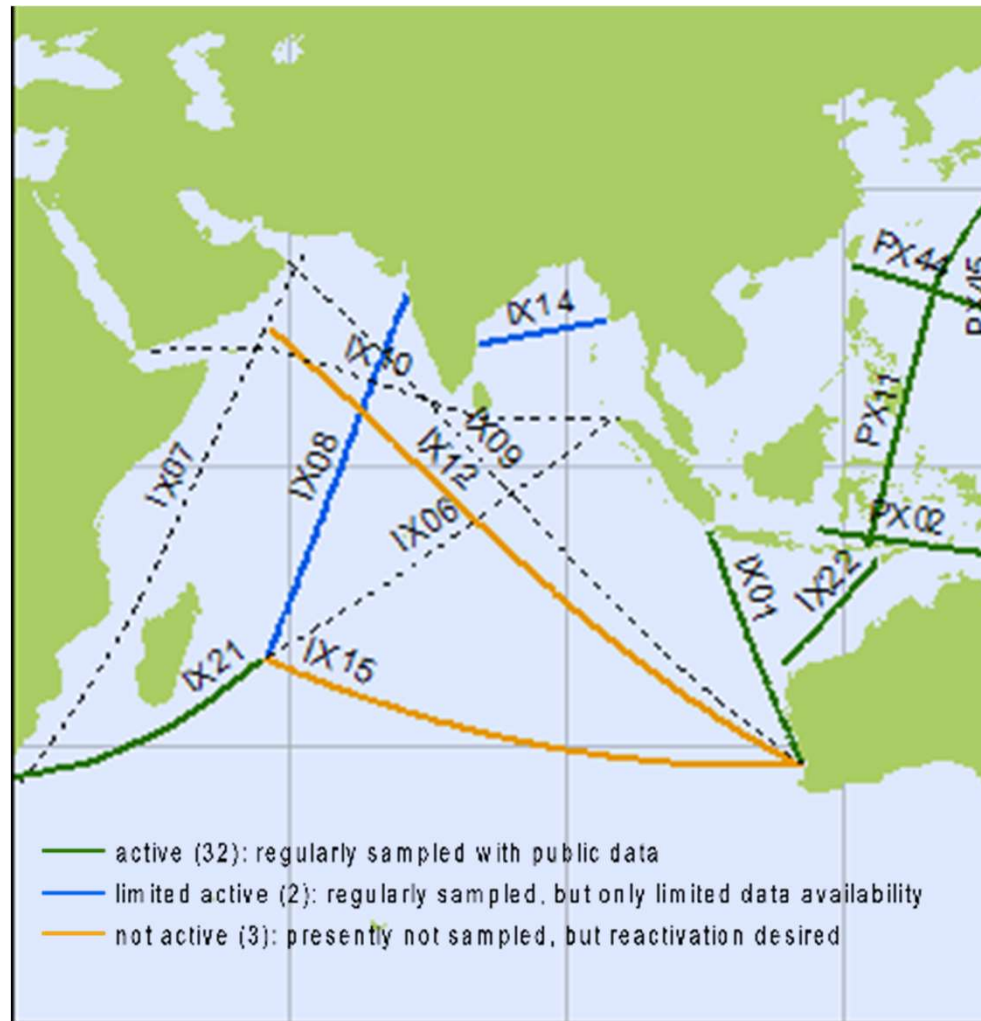 PX44
PX45
IX14
IX10
PX11
IX09
IX12
IX08
IX07
IX06
PX02
IX01
IX22
IX21
IX15
active (32): regularly sampled with public data
limited active (2): regularly sampled, but only limited data availability
not active (3): presently not sampled, but reactivation desired